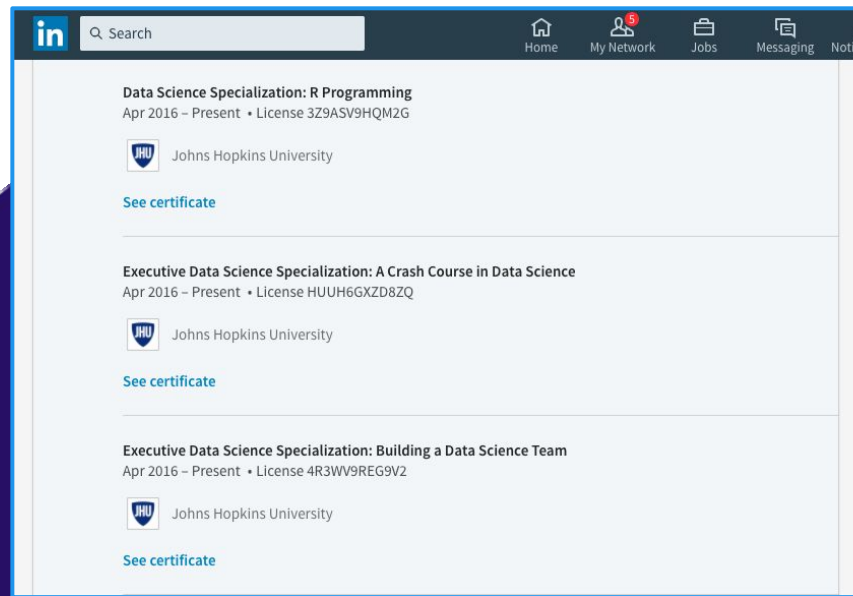 in
Search
5
Home
My Network
Jobs
Messaging
Noti
Data Science Specialization: R Programming
Apr 2016 – Present • License 3Z9ASV9HQM2G
JHU
Johns Hopkins University
See certificate
Executive Data Science Specialization: A Crash Course in Data Science
Apr 2016 – Present • License HUUH6GXZD8ZQ
JHU
Johns Hopkins University
See certificate
Executive Data Science Specialization: Building a Data Science Team
Apr 2016 – Present • License 4R3WV9REG9V2
JHU
Johns Hopkins University
See certificate